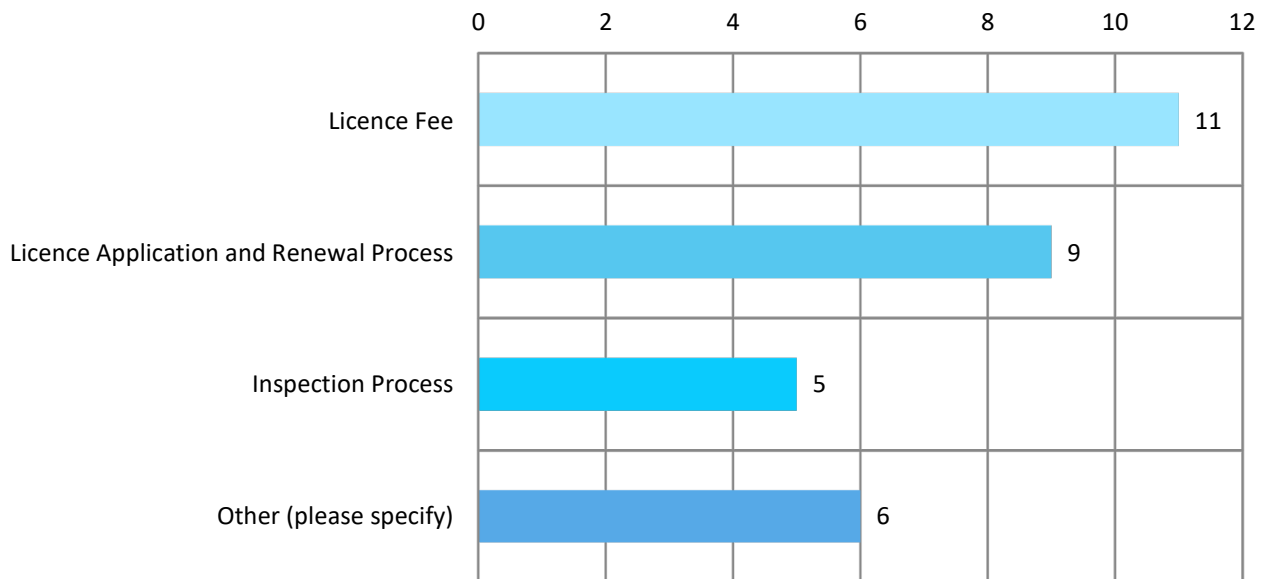 0 2 4 6 8 10 12
Licence Fee 11
Licence Application and Renewal Process 9
Inspection Process 5
Other (please specify) 6